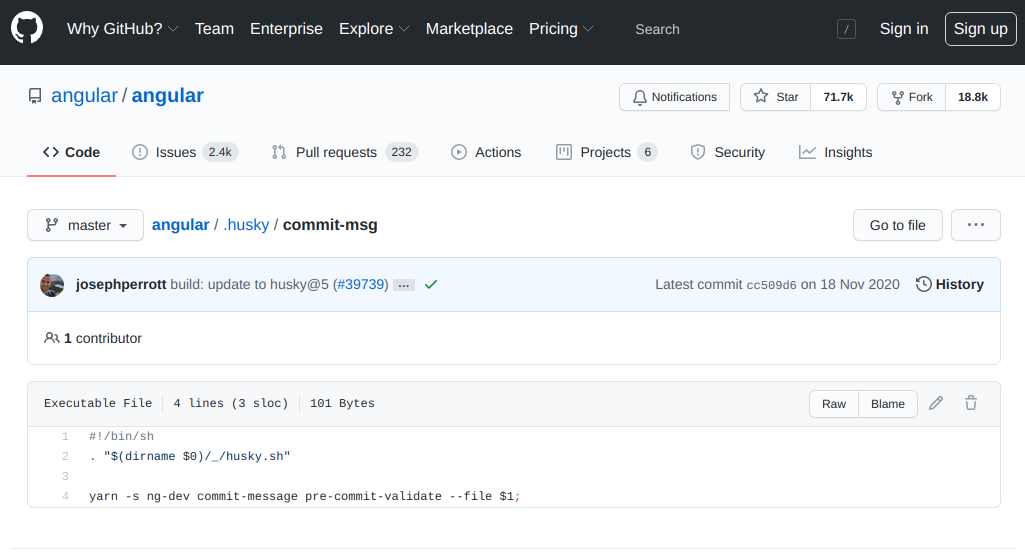 Why GitHub? Team Enterprise Explore Marketplace Pricing Search / Sign in Sign up
angular / angular Notifications Star 71.7k Fork 18.8k
Code Issues 2.4k Pull requests 232 Actions Projects 6 Security Insights
master angular / .husky / commit-msg Go to file ...
josephperrott build: update to husky@5 (#39739) ... Latest commit cc509d6 on 18 Nov 2020 History
1 contributor
Executable File 4 lines (3 sloc) 101 Bytes Raw Blame
1 #!/bin/sh
2 . "$(dirname $0)/_/husky.sh"
3
4 yarn -s ng-dev commit-message pre-commit-validate --file $1;